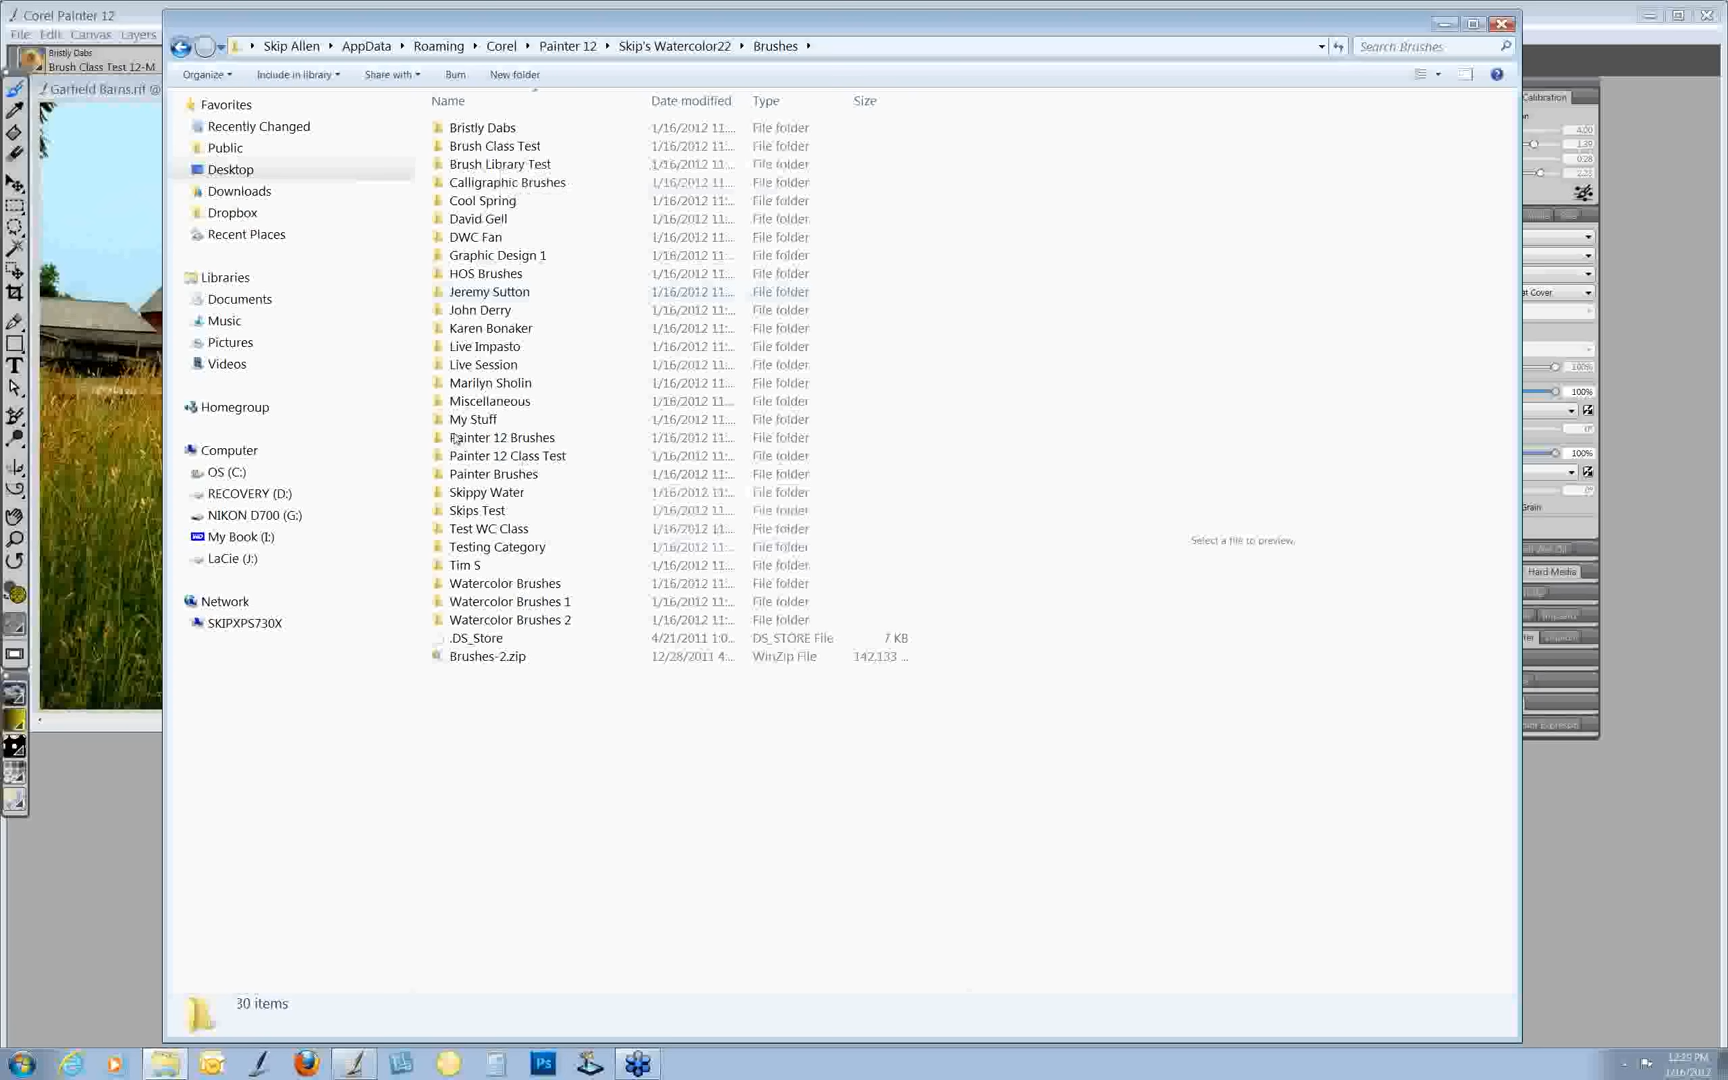 Corel Painter 12
File Edit Canvas Layers
Bristly Dabs
Brush Class Test 12-M
Garfield Barns.rif @
Skip Allen AppData Roaming Corel Painter 12 Skip's Watercolor22 Brushes
Search Brushes
Organize Include in library Share with Burn New folder
Favorites
Recently Changed
Public
Desktop
Downloads
Dropbox
Recent Places
Libraries
Documents
Music
Pictures
Videos
Homegroup
Computer
OS (C:)
RECOVERY (D:)
NIKON D700 (G:)
My Book (I:)
LaCie (J:)
Network
SKIPXPS730X
Name Date modified Type Size
Bristly Dabs 1/16/2012 11:... File folder
Brush Class Test 1/16/2012 11:... File folder
Brush Library Test 1/16/2012 11:... File folder
Calligraphic Brushes 1/16/2012 11:... File folder
Cool Spring 1/16/2012 11:... File folder
David Gell 1/16/2012 11:... File folder
DWC Fan 1/16/2012 11:... File folder
Graphic Design 1 1/16/2012 11:... File folder
HOS Brushes 1/16/2012 11:... File folder
Jeremy Sutton 1/16/2012 11:... File folder
John Derry 1/16/2012 11:... File folder
Karen Bonaker 1/16/2012 11:... File folder
Live Impasto 1/16/2012 11:... File folder
Live Session 1/16/2012 11:... File folder
Marilyn Sholin 1/16/2012 11:... File folder
Miscellaneous 1/16/2012 11:... File folder
My Stuff 1/16/2012 11:... File folder
Painter 12 Brushes 1/16/2012 11:... File folder
Painter 12 Class Test 1/16/2012 11:... File folder
Painter Brushes 1/16/2012 11:... File folder
Skippy Water 1/16/2012 11:... File folder
Skips Test 1/16/2012 11:... File folder
Test WC Class 1/16/2012 11:... File folder
Testing Category 1/16/2012 11:... File folder
Tim S 1/16/2012 11:... File folder
Watercolor Brushes 1/16/2012 11:... File folder
Watercolor Brushes 1 1/16/2012 11:... File folder
Watercolor Brushes 2 1/16/2012 11:... File folder
.DS_Store 4/21/2011 1:0... DS_STORE File 7 KB
Brushes-2.zip 12/28/2011 4:... WinZip File 142,133 ...
Select a file to preview.
30 items
Calibration
4.00
1.39
0.28
Cover
100%
100%
100%
Grain
Hard Media
Ps
12:29 PM
1/16/2012